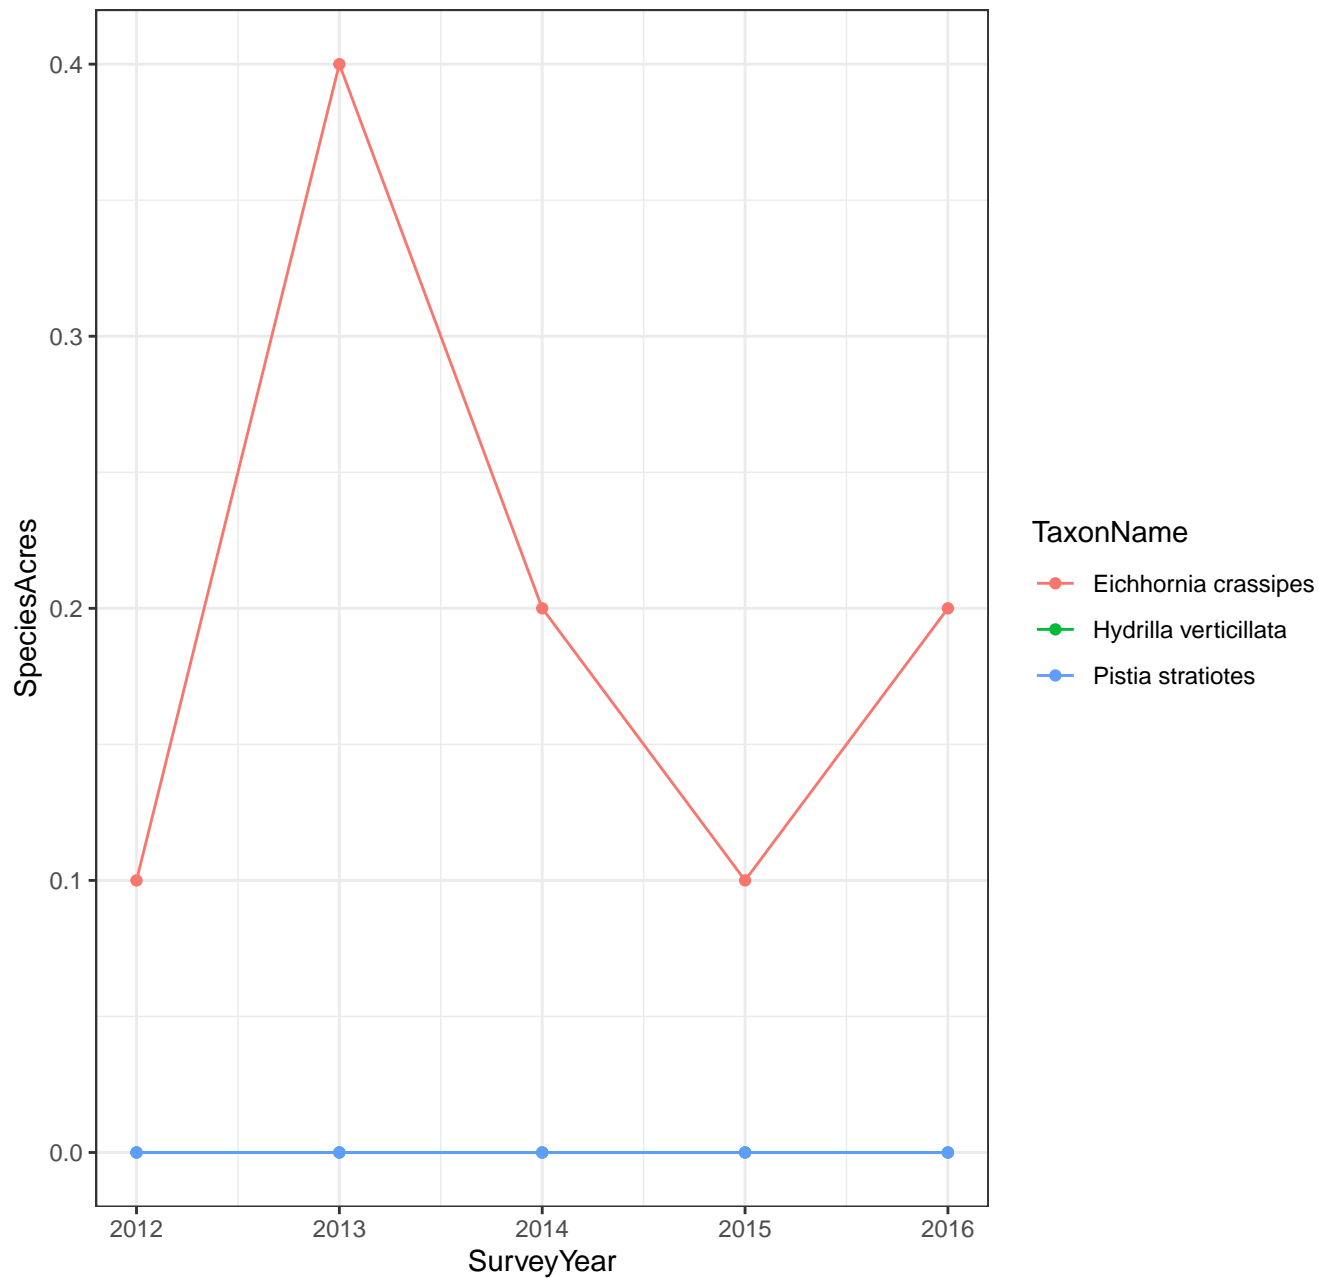 SpeciesAcres
0.4
0.3
0.2
0.1
0.0
2012 2013 2014 2015 2016
SurveyYear
TaxonName
Eichhornia crassipes
Hydrilla verticillata
Pistia stratiotes